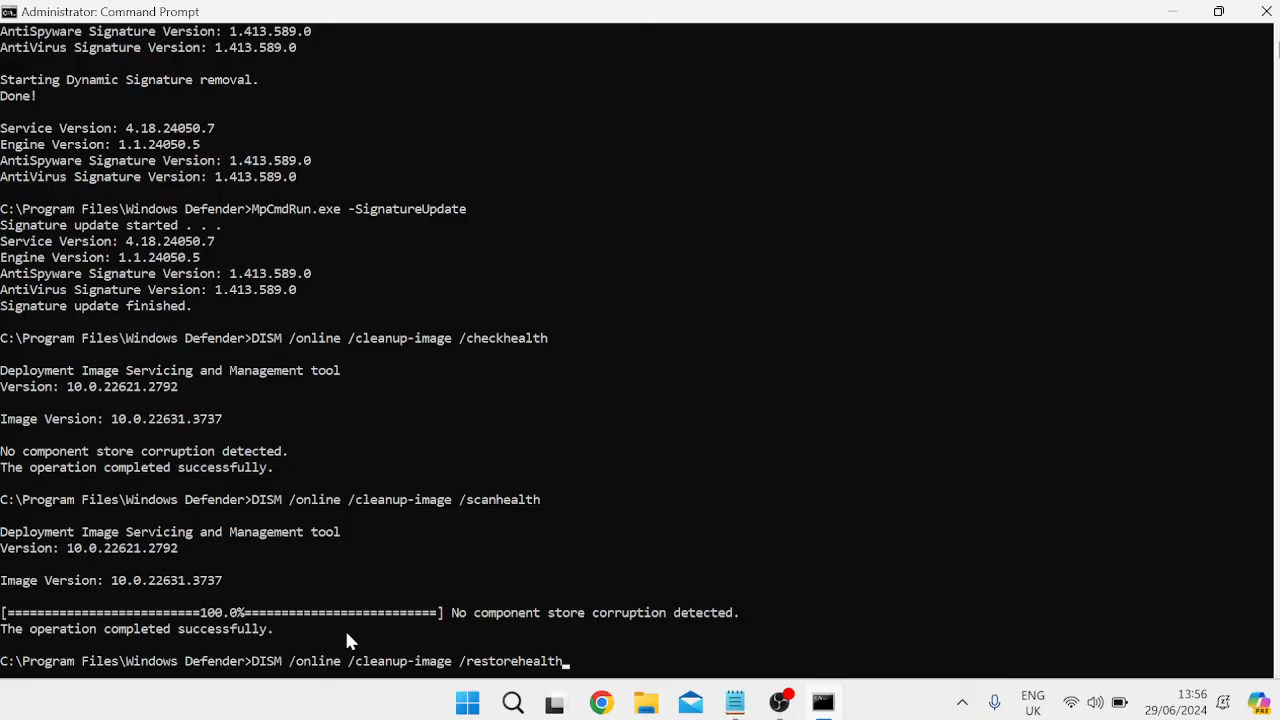 Administrator: Command Prompt
AntiSpyware Signature Version: 1.413.589.0
AntiVirus Signature Version: 1.413.589.0
Starting Dynamic Signature removal.
Done!
Service Version: 4.18.24050.7
Engine Version: 1.1.24050.5
AntiSpyware Signature Version: 1.413.589.0
AntiVirus Signature Version: 1.413.589.0
C:\Program Files\Windows Defender>MpCmdRun.exe -SignatureUpdate
Signature update started . . .
Service Version: 4.18.24050.7
Engine Version: 1.1.24050.5
AntiSpyware Signature Version: 1.413.589.0
AntiVirus Signature Version: 1.413.589.0
Signature update finished.
C:\Program Files\Windows Defender>DISM /online /cleanup-image /checkhealth
Deployment Image Servicing and Management tool
Version: 10.0.22621.2792
Image Version: 10.0.22631.3737
No component store corruption detected.
The operation completed successfully.
C:\Program Files\Windows Defender>DISM /online /cleanup-image /scanhealth
Deployment Image Servicing and Management tool
Version: 10.0.22621.2792
Image Version: 10.0.22631.3737
[==========================100.0%==========================] No component store corruption detected.
The operation completed successfully.
C:\Program Files\Windows Defender>DISM /online /cleanup-image /restorehealth_
ENG
UK
13:56
29/06/2024
PRE